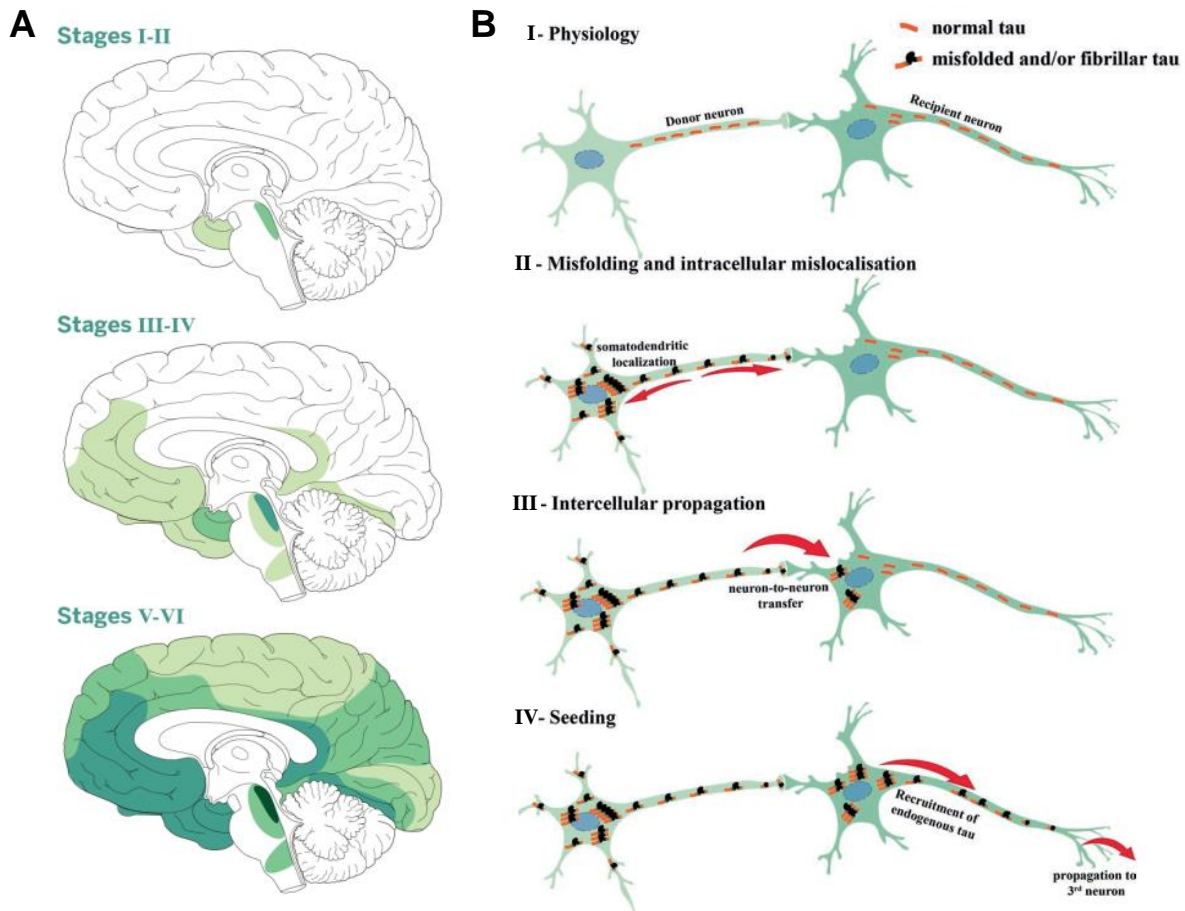 A
Stages I-II
Stages III-IV
Stages V-VI
B
I - Physiology
normal tau
misfolded and/or fibrillar tau
Donor neuron
Recipient neuron
II - Misfolding and intracellular mislocalisation
somatodendritic
localization
III - Intercellular propagation
neuron-to-neuron
transfer
IV- Seeding
Recruitment of
endogenous tau
propagation to
3rd neuron